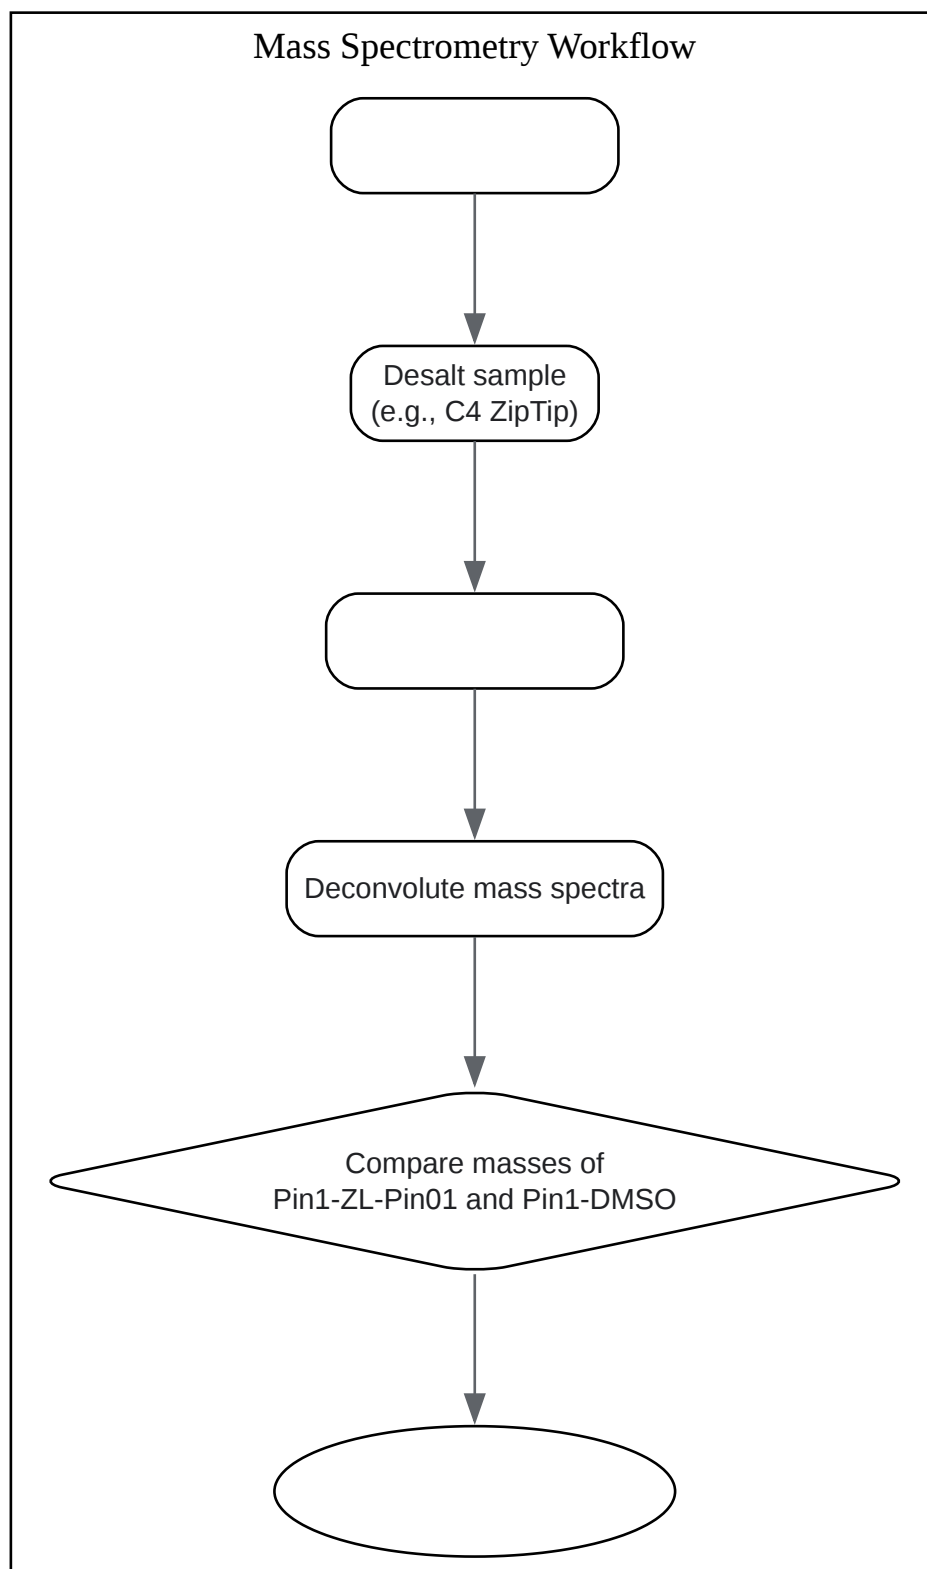 Mass Spectrometry Workflow
Desalt sample
(e.g., C4 ZipTip)
Deconvolute mass spectra
Compare masses of
Pin1-ZL-Pin01 and Pin1-DMSO